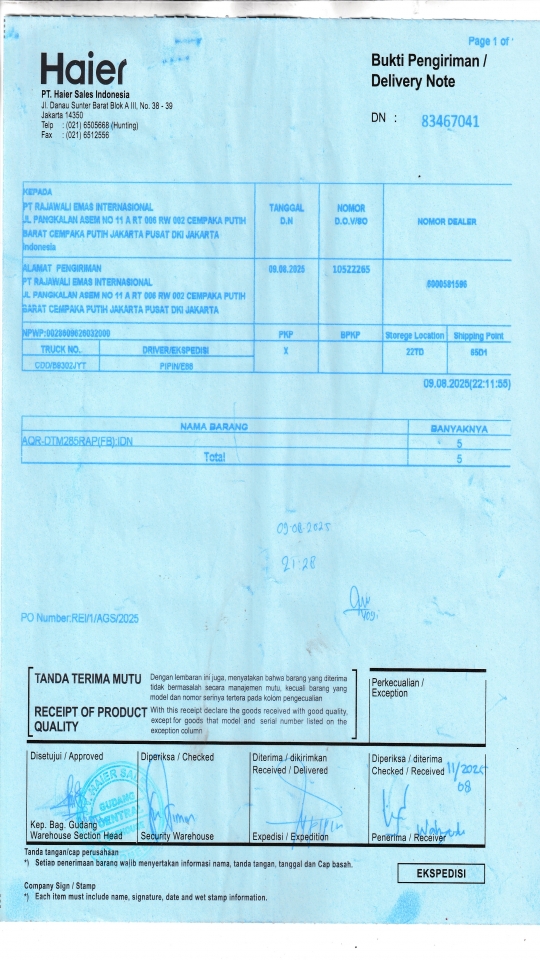 Page 1 of
Haier
Bukti Pengiriman /
Delivery Note
PT. Haier Sales Indonesia
Jl. Danau Sunter Barat Blok A III, No. 38 - 39
Jakarta 14350
Telp : (021) 6505668 (Hunting)
Fax : (021) 6512556
DN : 83467041
KEPADA
PT RAJAWALI EMAS INTERNASIONAL
JL PANGKALAN ASEM NO 11 A RT 006 RW 002 CEMPAKA PUTIH
BARAT CEMPAKA PUTIH JAKARTA PUSAT DKI JAKARTA
Indonesia
TANGGAL
D.N
NOMOR
D.O.V/SO
NOMOR DEALER
ALAMAT PENGIRIMAN
PT RAJAWALI EMAS INTERNASIONAL
JL PANGKALAN ASEM NO 11 A RT 006 RW 002 CEMPAKA PUTIH
BARAT CEMPAKA PUTIH JAKARTA PUSAT DKI JAKARTA
09.08.2025
10522265
NPWP:
PKP
BPKP
Storege Location
Shipping Point
TRUCK NO.
DRIVER/EKSPEDISI
X
22TD
65D1
PIPIN/E56
09.08.2025(22:11:55)
NAMA BARANG
BANYAKNYA
AQR-DTM265RAP(FB):IDN
5
Total
5
09-08-2025
21:28
Yogi
PO Number:REI/1/AGS/2025
TANDA TERIMA MUTU
Dengan lembaran ini juga, menyatakan bahwa barang yang diterima
tidak bermasalah secara manajemen mutu, kecuali barang yang
model dan nomor serinya tertera pada kolom pengecualian
RECEIPT OF PRODUCT
QUALITY
With this receipt declare the goods received with good quality,
except for goods that model and serial number listed on the
exception column
Perkecualian /
Exception
Disetujui / Approved
Diperiksa / Checked
Diterima / dikirimkan
Received / Delivered
Diperiksa / diterima
Checked / Received
11/2025
08
GUDANG
Kep. Bag. Gudang
Warehouse Section Head
Security Warehouse
Expedisi / Expedition
Penerima / Receiver
Tanda tangan/cap perusahaan
*) Setiap penerimaan barang wajib menyertakan informasi nama, tanda tangan, tanggal dan Cap basah.
EKSPEDISI
Company Sign / Stamp
*) Each item must include name, signature, date and wet stamp information.